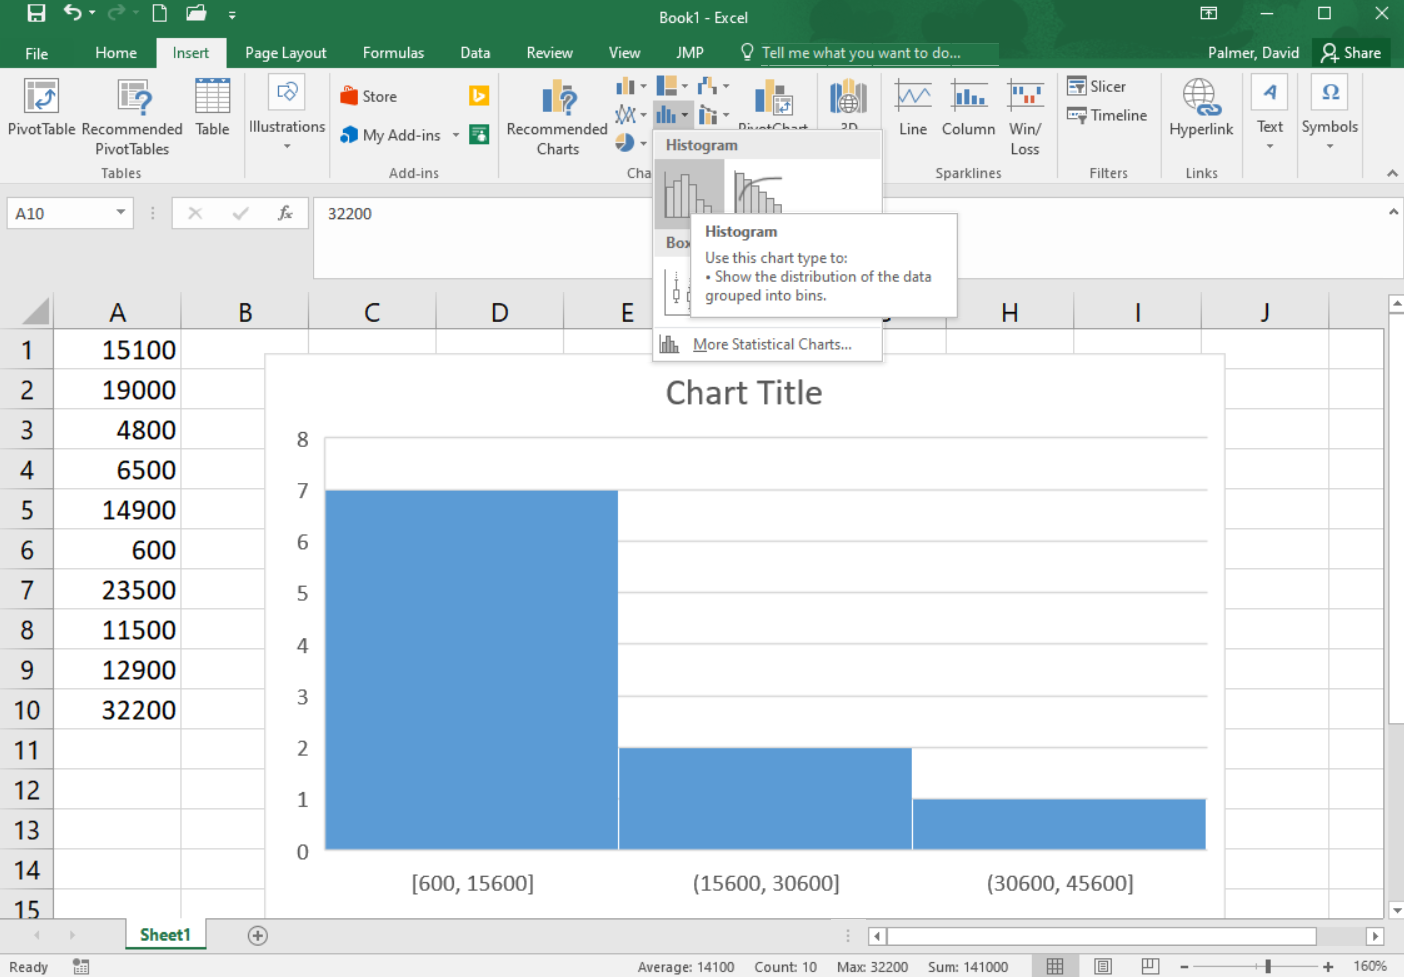 Book1 - Excel
File Home Insert Page Layout Formulas Data Review View JMP Tell me what you want to do... Palmer, David Share
PivotTable
Recommended
PivotTables
Table
Tables
Illustrations
Store
My Add-ins
Add-ins
Recommended
Charts
Cha
3D
Line
Column
Win/
Loss
Sparklines
Slicer
Timeline
Filters
Hyperlink
Links
A
Text
Ω
Symbols
Histogram
Box
Histogram
Use this chart type to:
• Show the distribution of the data
grouped into bins.
More Statistical Charts...
A10 fx 32200
A B C D E H I J
1 15100
2 19000
3 4800
4 6500
5 14900
6 600
7 23500
8 11500
9 12900
10 32200
11
12
13
14
15
Chart Title
8
7
6
5
4
3
2
1
0
[600, 15600] (15600, 30600] (30600, 45600]
Sheet1
Ready Average: 14100 Count: 10 Max: 32200 Sum: 141000 160%